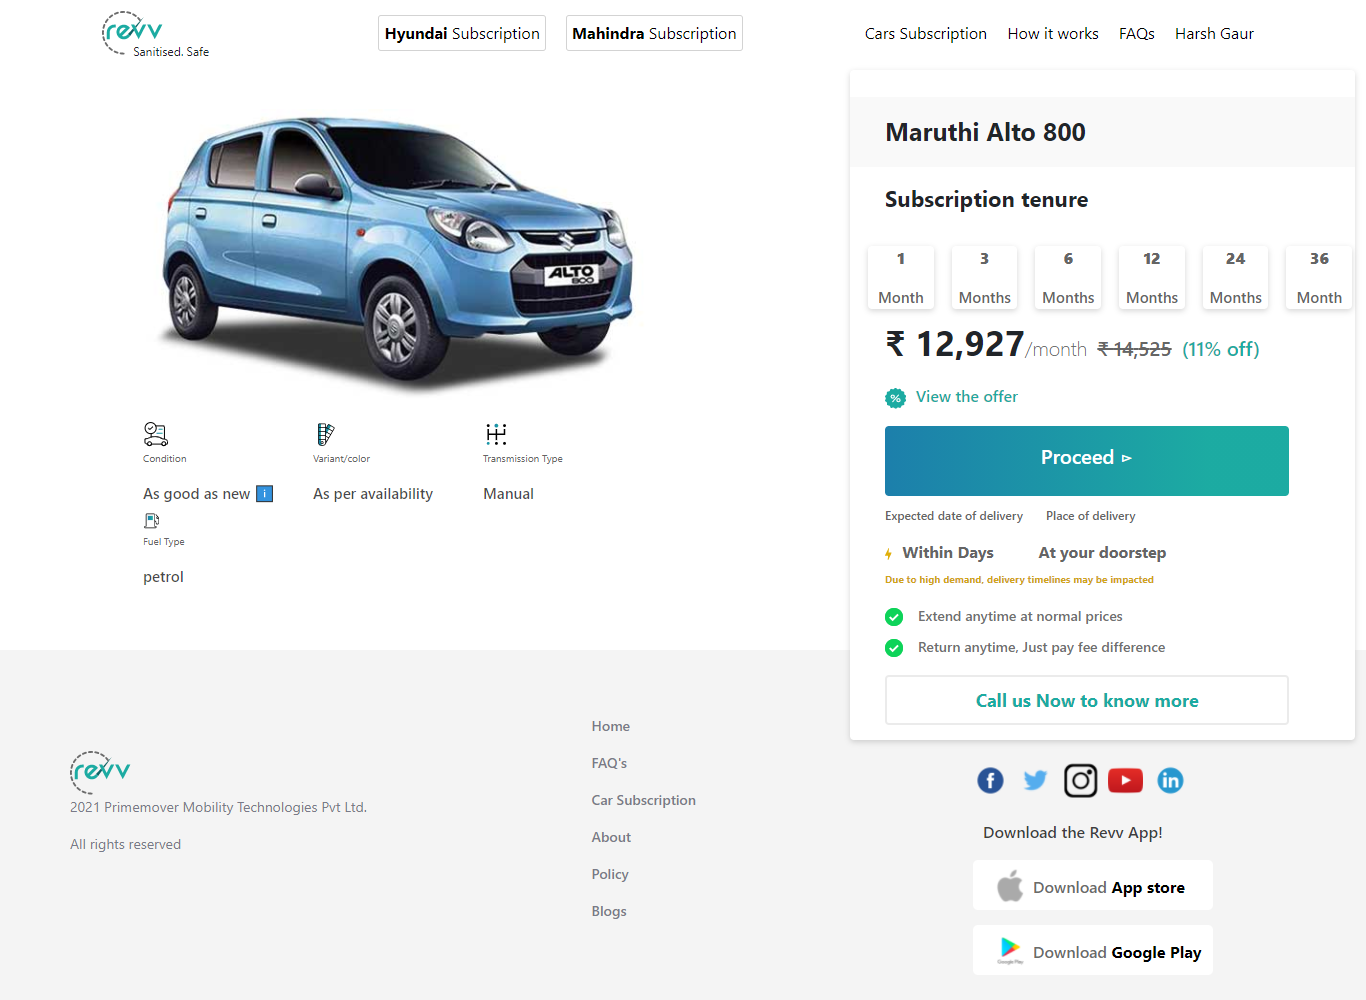 revv
Sanitised. Safe
Hyundai Subscription
Mahindra Subscription
Cars Subscription
How it works
FAQs
Harsh Gaur
ALTO
800
Condition
As good as new i
Variant/color
As per availability
Transmission Type
Manual
Fuel Type
petrol
Maruthi Alto 800
Subscription tenure
1
Month
3
Months
6
Months
12
Months
24
Months
36
Month
₹ 12,927/month ₹ 14,525 (11% off)
% View the offer
Proceed ▻
Expected date of delivery
Place of delivery
Within Days
At your doorstep
Due to high demand, delivery timelines may be impacted
Extend anytime at normal prices
Return anytime, Just pay fee difference
Call us Now to know more
revv
2021 Primemover Mobility Technologies Pvt Ltd.
All rights reserved
Home
FAQ's
Car Subscription
About
Policy
Blogs
Download the Revv App!
Download App store
Google Play
Download Google Play